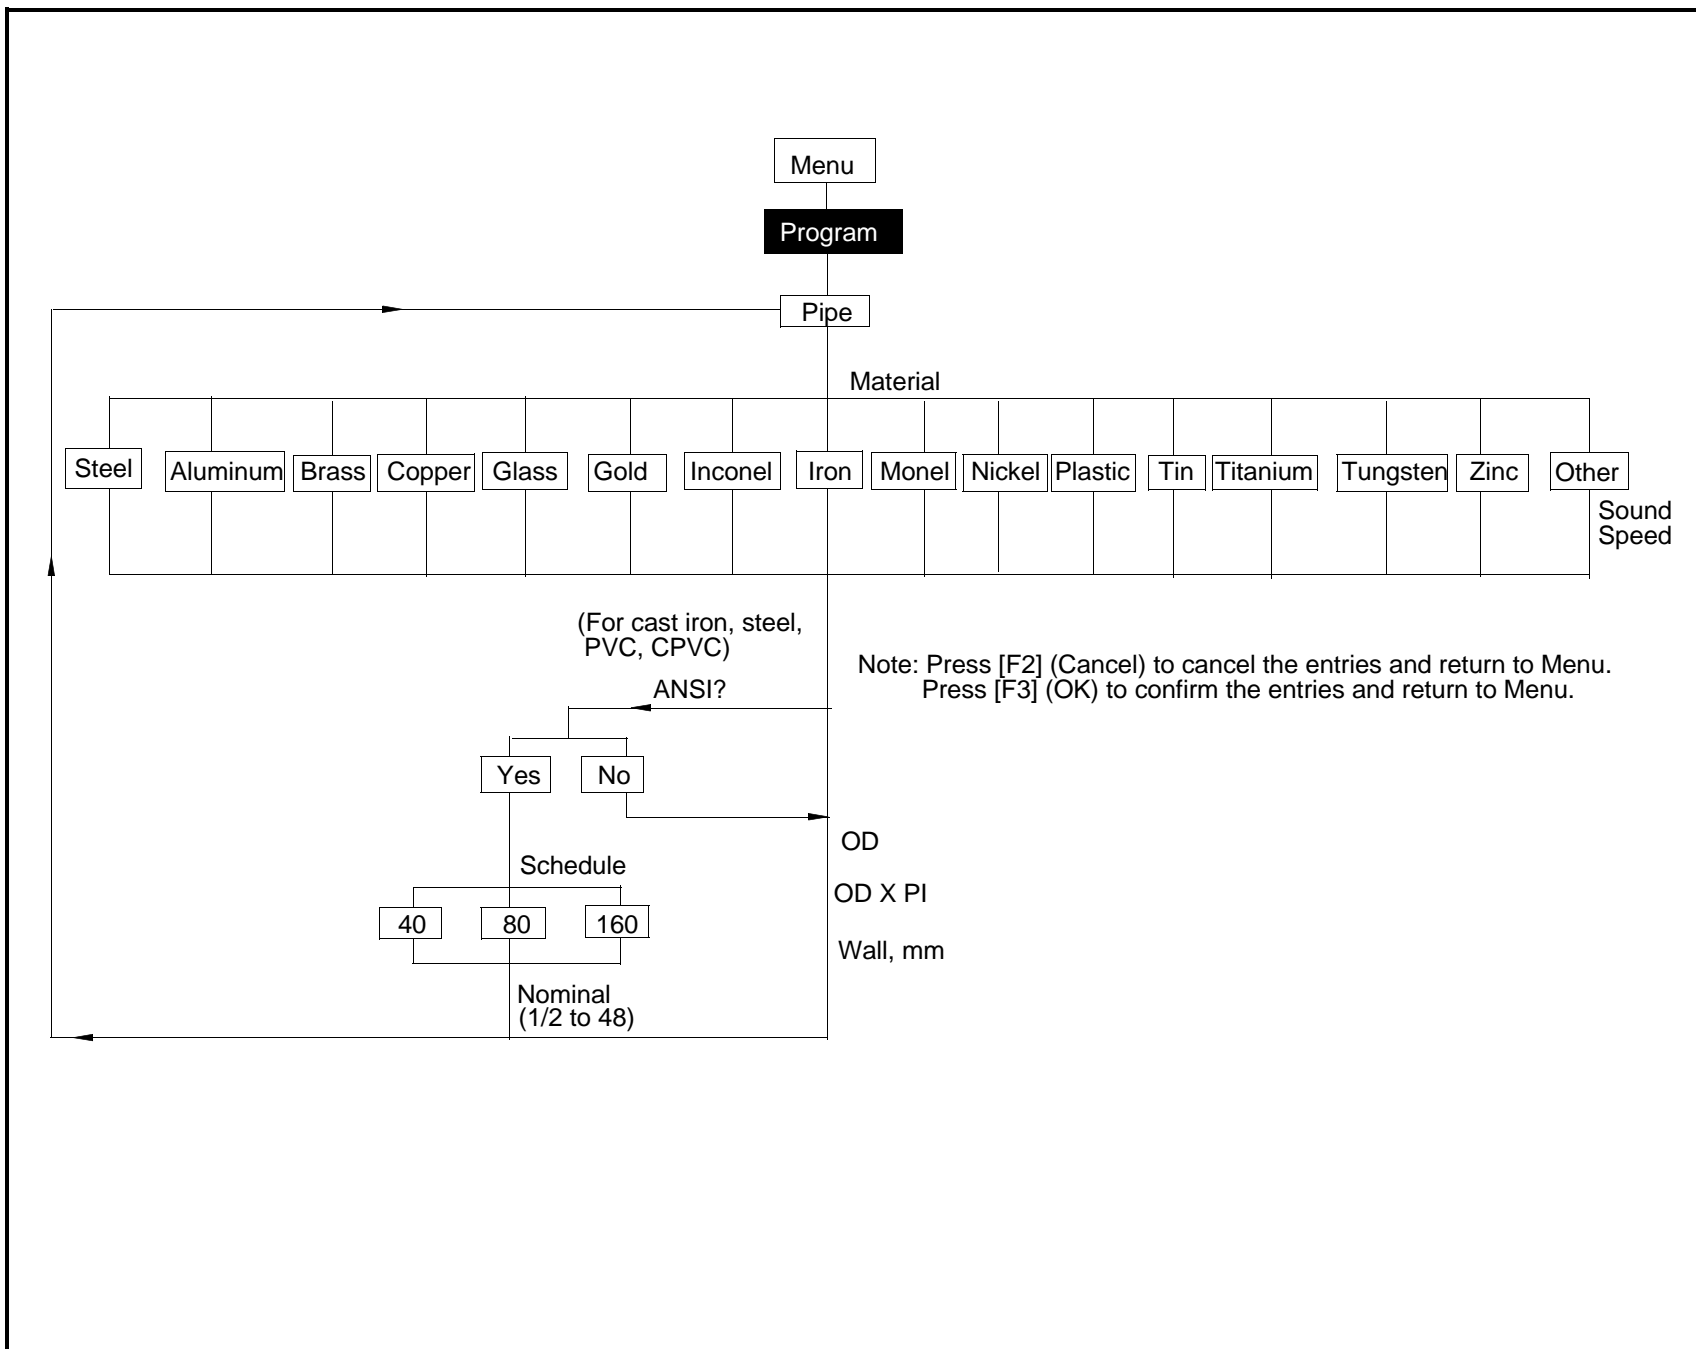 Menu
Program
Pipe
Material
Steel Aluminum Brass Copper Glass Gold Inconel Iron Monel Nickel Plastic Tin Titanium Tungsten Zinc Other
Sound
Speed
(For cast iron, steel,
PVC, CPVC)
Note: Press [F2] (Cancel) to cancel the entries and return to Menu.
Press [F3] (OK) to confirm the entries and return to Menu.
ANSI?
Yes No
OD
Schedule
OD X PI
40 80 160
Wall, mm
Nominal
(1/2 to 48)